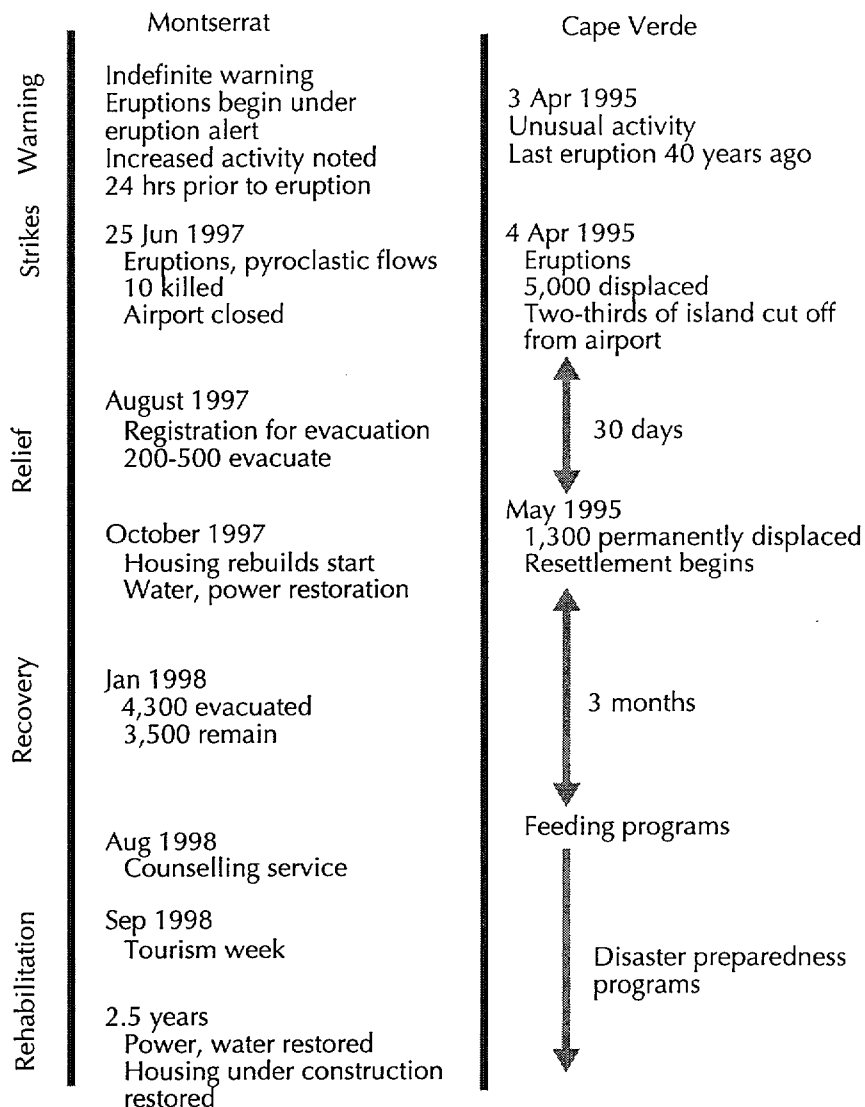 Montserrat
Cape Verde
Warning
Indefinite warning
Eruptions begin under
eruption alert
Increased activity noted
24 hrs prior to eruption
3 Apr 1995
Unusual activity
Last eruption 40 years ago
Strikes
25 Jun 1997
Eruptions, pyroclastic flows
10 killed
Airport closed
4 Apr 1995
Eruptions
5,000 displaced
Two-thirds of island cut off
from airport
Relief
August 1997
Registration for evacuation
200-500 evacuate
30 days
October 1997
Housing rebuilds start
Water, power restoration
May 1995
1,300 permanently displaced
Resettlement begins
Recovery
Jan 1998
4,300 evacuated
3,500 remain
3 months
Aug 1998
Counselling service
Feeding programs
Rehabilitation
Sep 1998
Tourism week
2.5 years
Power, water restored
Housing under construction
restored
Disaster preparedness
programs